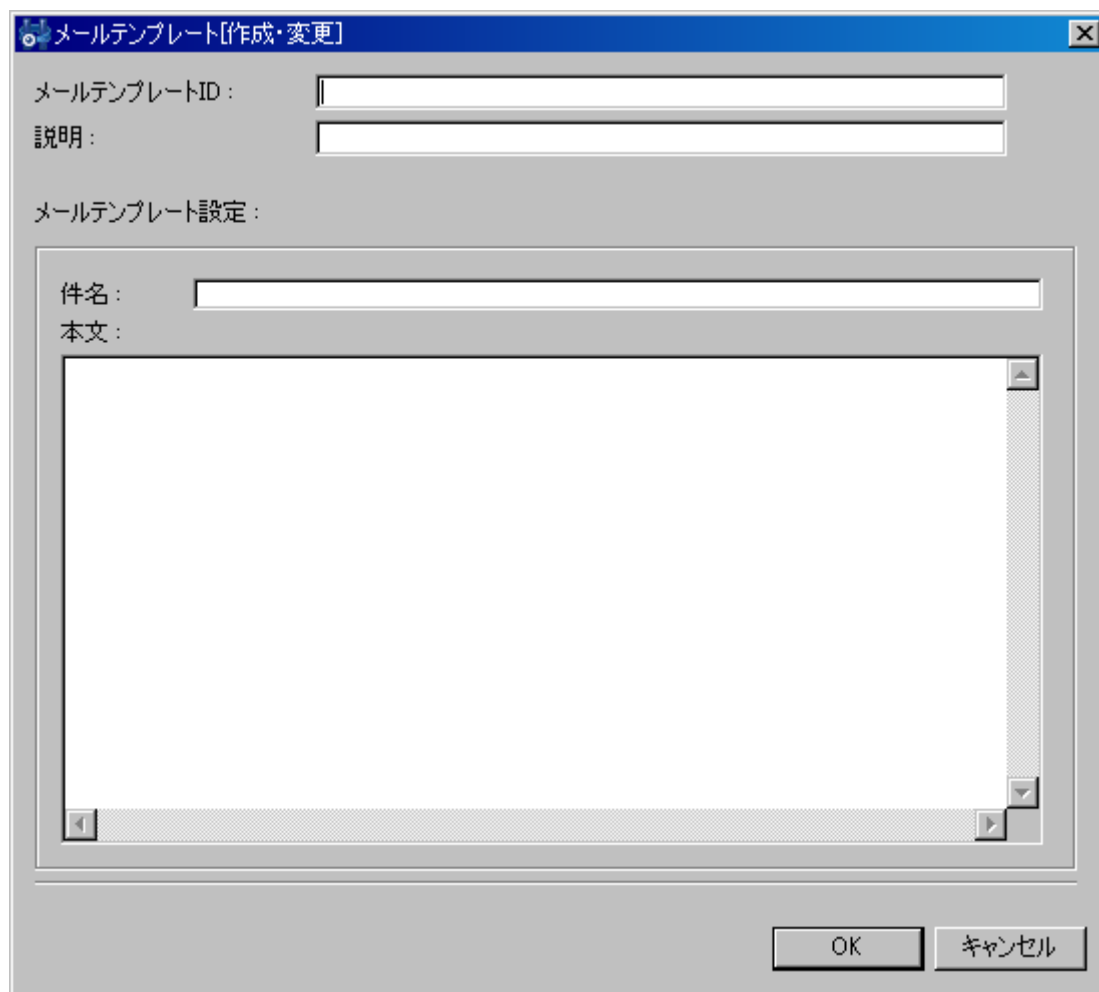 メールテンプレート[作成・変更]
メールテンプレートID：
説明：
メールテンプレート設定：
件名：
本文：
OK キャンセル